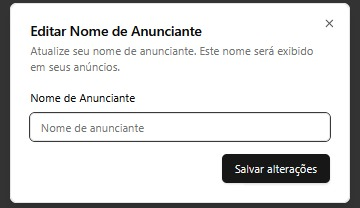 Editar Nome de Anunciante
Atualize seu nome de anunciante. Este nome será exibido
em seus anúncios.
Nome de Anunciante
Nome de anunciante
Salvar alterações